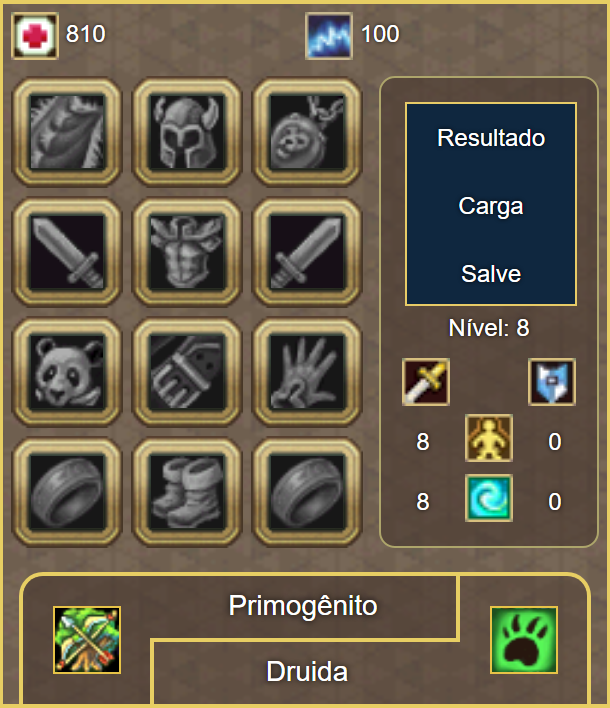 810
100
Resultado
Carga
Salve
Nível: 8
8
0
8
0
Primogênito
Druida